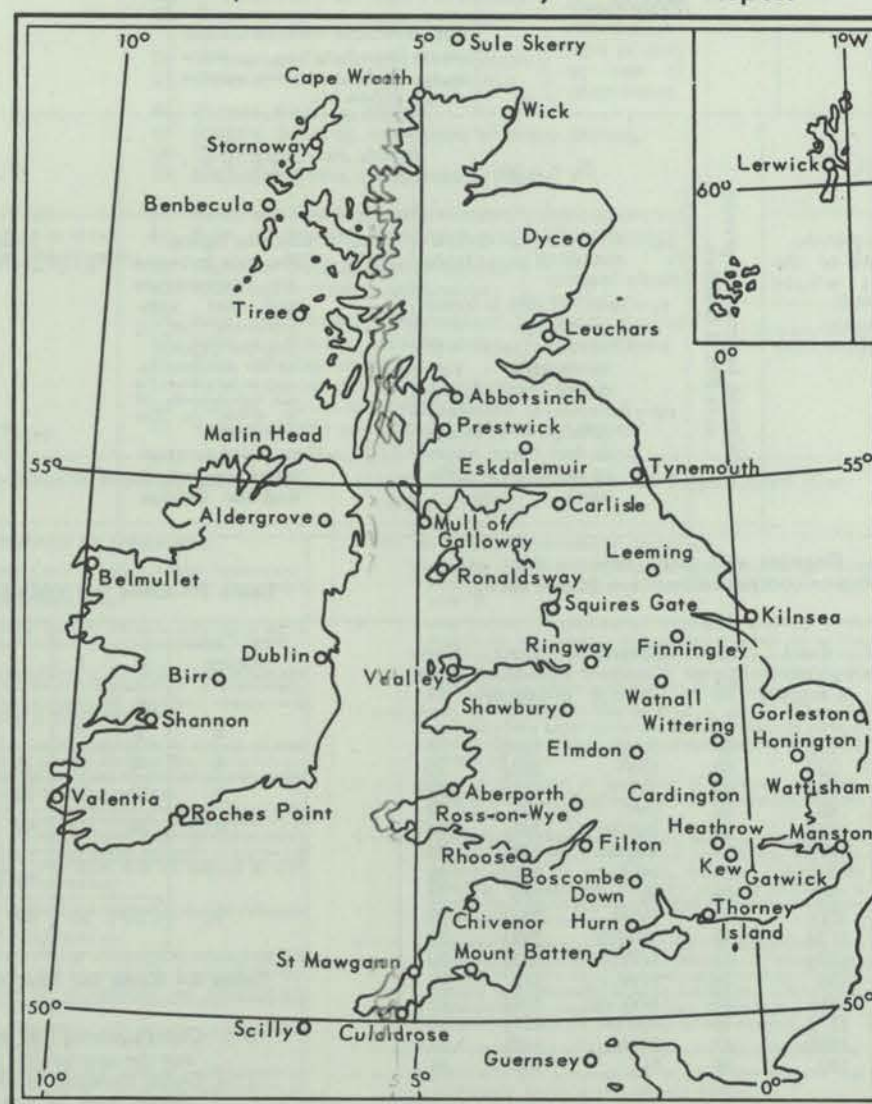 10°
5°
Sule Skerry
1°W
Cape Wrath
Wick
Stornoway
Lerwick
60°
Benbecula
Dyce
Tiree
Leuchars
0°
Abbotsinch
Prestwick
Malin Head
Eskdalemuir
Tynemouth
55°
55°
Carlisle
Aldergrove
Mull of
Galloway
Leeming
Belmullet
Ronaldsway
Squires Gate
Kilnsea
Ringway
Finningley
Dublin
Birr
Valley
Watnall
Shannon
Shawbury
Wittering
Gorleston
Elmdon
Honington
Valentia
Roches Point
Aberporth
Cardington
Wattisham
Ross-on-Wye
Heathrow
Manston
Rhoose
Filton
Kew
Boscombe
Down
Gatwick
Chivenor
Hurn
Thorney
Island
St Mawgan
Mount Batten
50°
50°
Scilly
Culdrose
Guernsey
10°
5°
0°